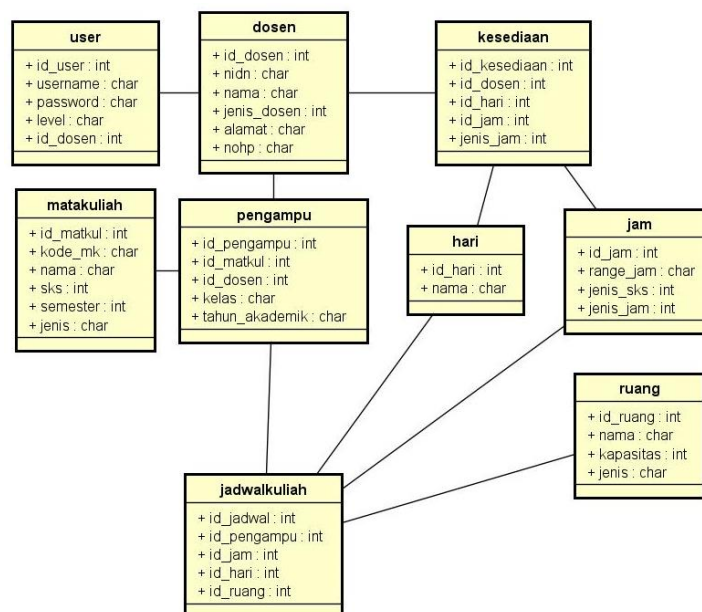 user
+ id_user : int
+ username : char
+ password : char
+ level : char
+ id_dosen : int
dosen
+ id_dosen : int
+ nidn : char
+ nama : char
+ jenis_dosen : int
+ alamat : char
+ nohp : char
kesediaan
+ id_kesediaan : int
+ id_dosen : int
+ id_hari : int
+ id_jam : int
+ jenis_jam : int
matakuliah
+ id_matkul : int
+ kode_mk : char
+ nama : char
+ sks : int
+ semester : int
+ jenis : char
pengampu
+ id_pengampu : int
+ id_matkul : int
+ id_dosen : int
+ kelas : char
+ tahun_akademik : char
hari
+ id_hari : int
+ nama : char
jam
+ id_jam : int
+ range_jam : char
+ jenis_sks : int
+ jenis_jam : int
ruang
+ id_ruang : int
+ nama : char
+ kapasitas : int
+ jenis : char
jadwalkuliah
+ id_jadwal : int
+ id_pengampu : int
+ id_jam : int
+ id_hari : int
+ id_ruang : int